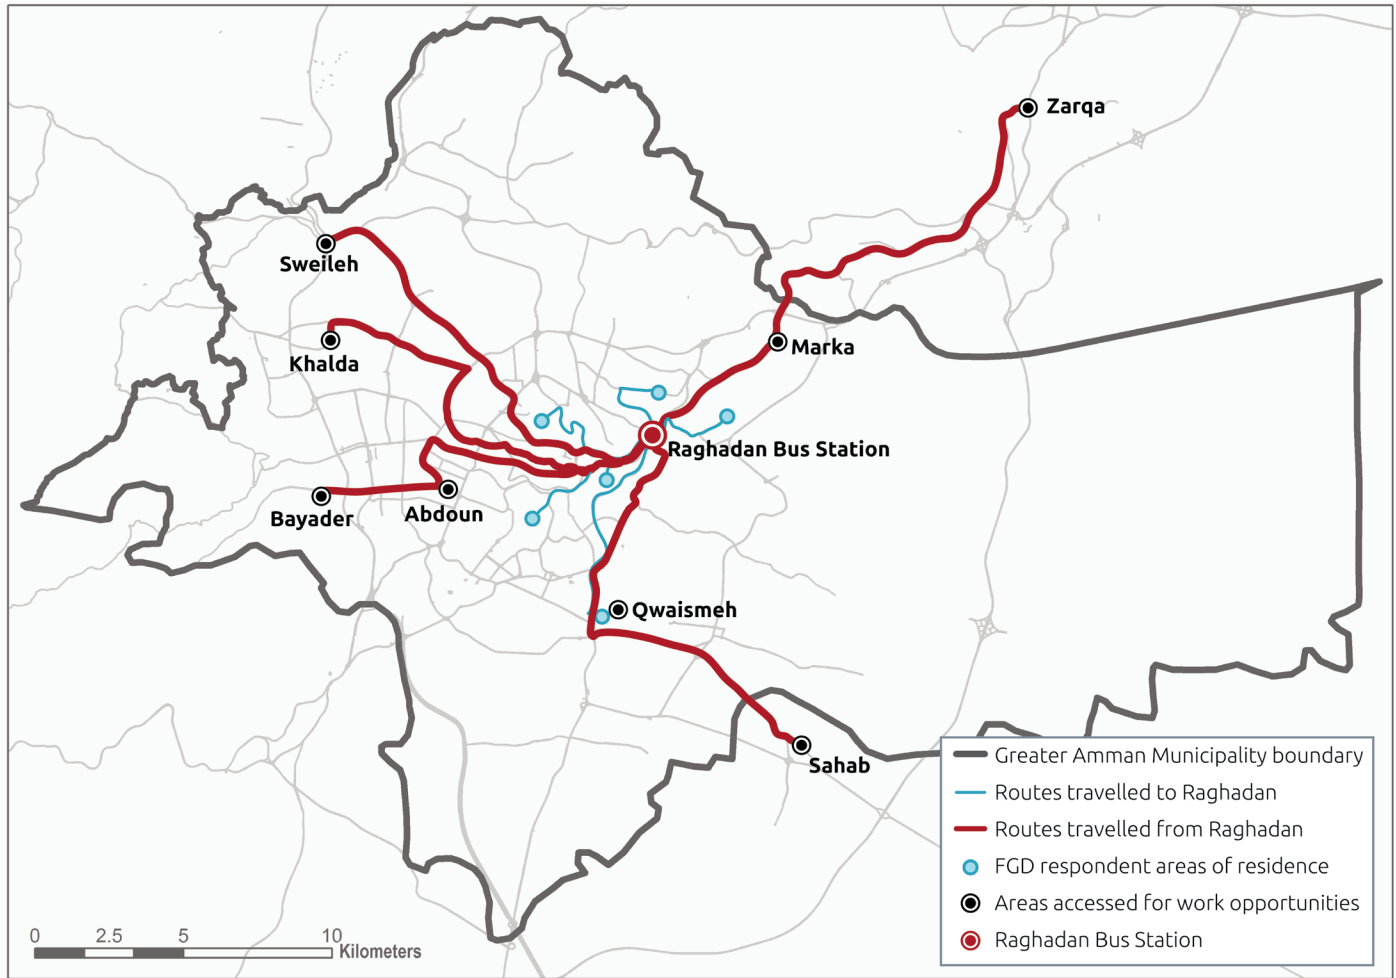 Zarqa
Sweileh
Khalda
Marka
Raghadan Bus Station
Bayader
Abdoun
Qwaismeh
Sahab
Greater Amman Municipality boundary
Routes travelled to Raghadan
Routes travelled from Raghadan
FGD respondent areas of residence
Areas accessed for work opportunities
Raghadan Bus Station
0 2.5 5 10
Kilometers